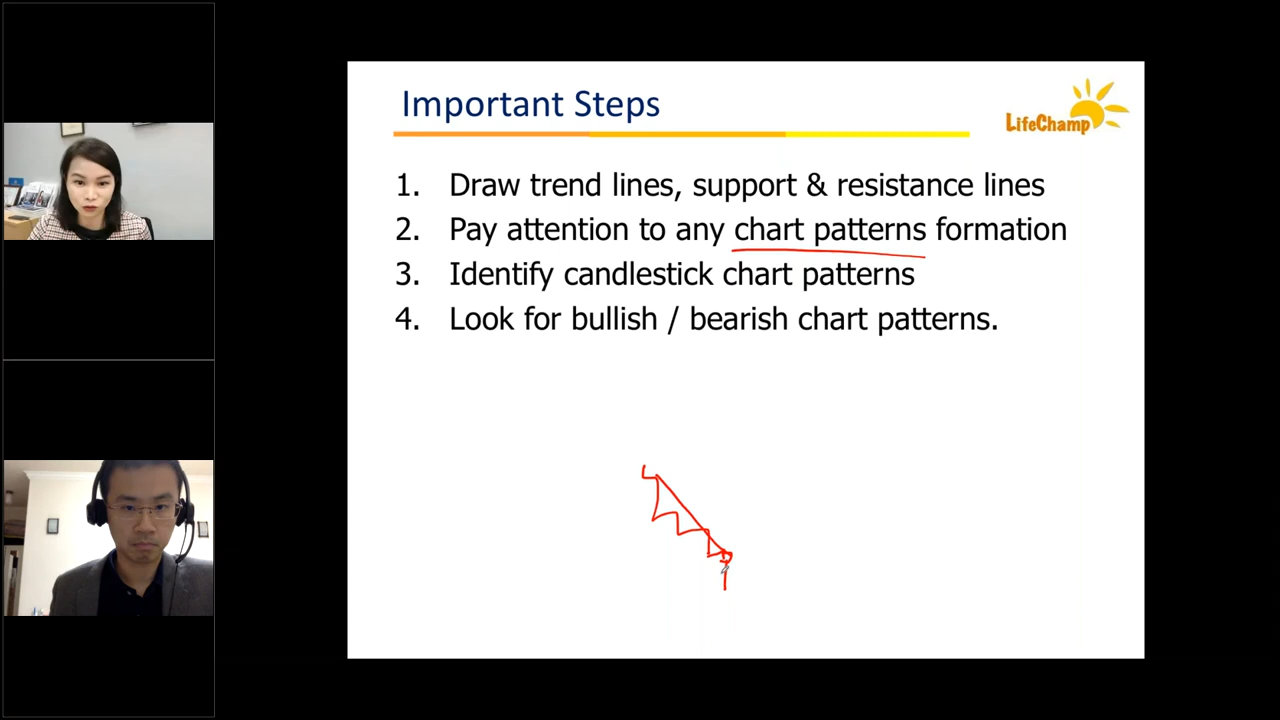 Important Steps
LifeChamp
1. Draw trend lines, support & resistance lines
2. Pay attention to any chart patterns formation
3. Identify candlestick chart patterns
4. Look for bullish / bearish chart patterns.